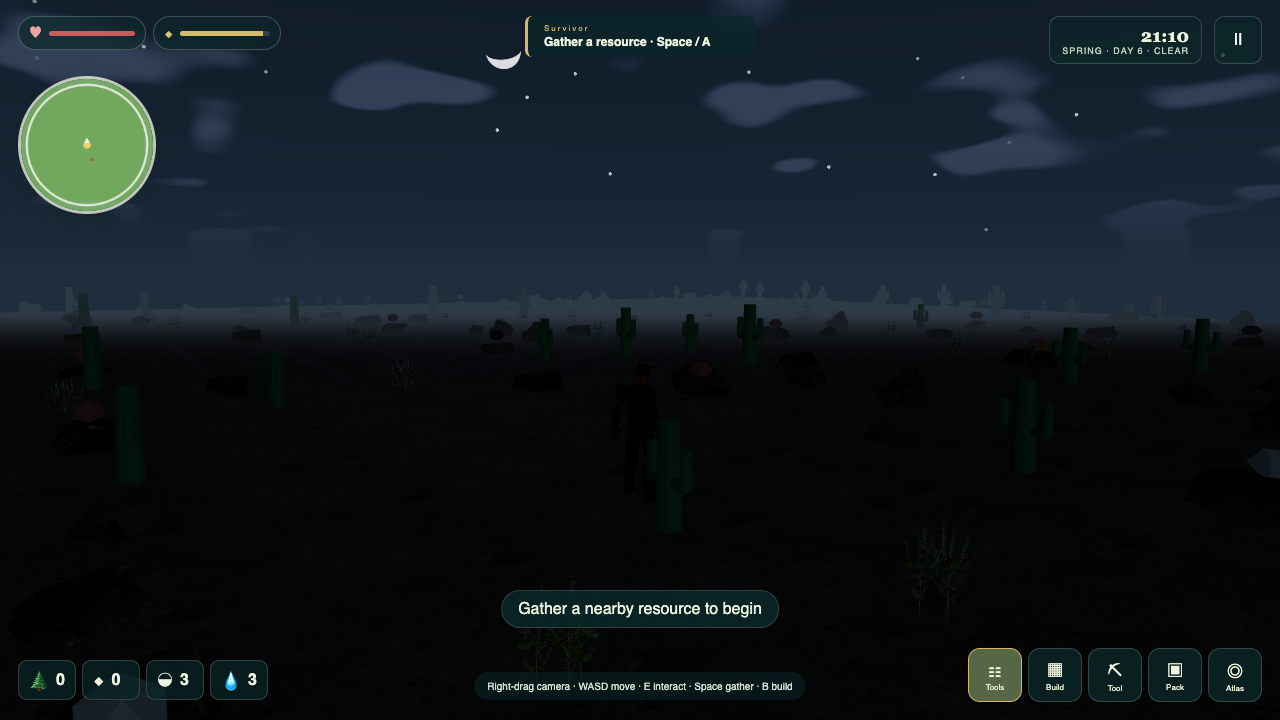 Survivor
Gather a resource · Space / A
21:10
SPRING · DAY 6 · CLEAR
Gather a nearby resource to begin
0
0
3
3
Right-drag camera · WASD move · E interact · Space gather · B build
Tools
Build
Tool
Pack
Atlas